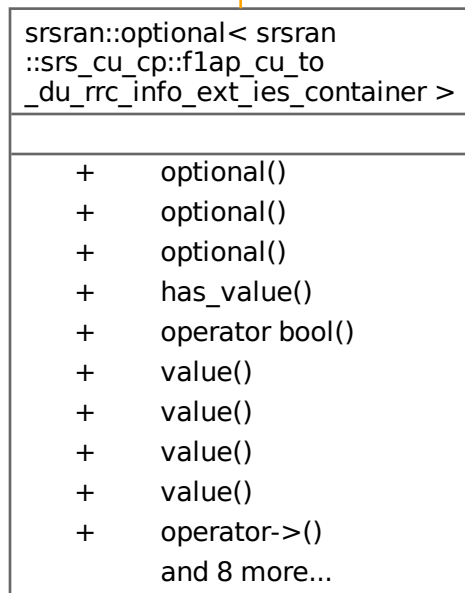 srsran::optional< srsran
::srs_cu_cp::f1ap_cu_to
_du_rrc_info_ext_ies_container >
+ optional()
+ optional()
+ optional()
+ has_value()
+ operator bool()
+ value()
+ value()
+ value()
+ value()
+ operator->()
and 8 more...